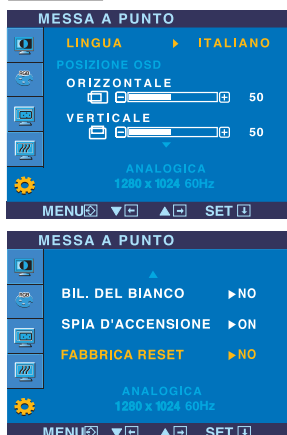 MESSA A PUNTO
LINGUA ▸ ITALIANO
POSIZIONE OSD
ORIZZONTALE
50
VERTICALE
50
ANALOGICA
1280 x 1024 60Hz
MENU ▼ ▲ SET
MESSA A PUNTO
BIL. DEL BIANCO ▸NO
SPIA D'ACCENSIONE ▸ON
FABBRICA RESET ▸NO
ANALOGICA
1280 x 1024 60Hz
MENU ▼ ▲ SET